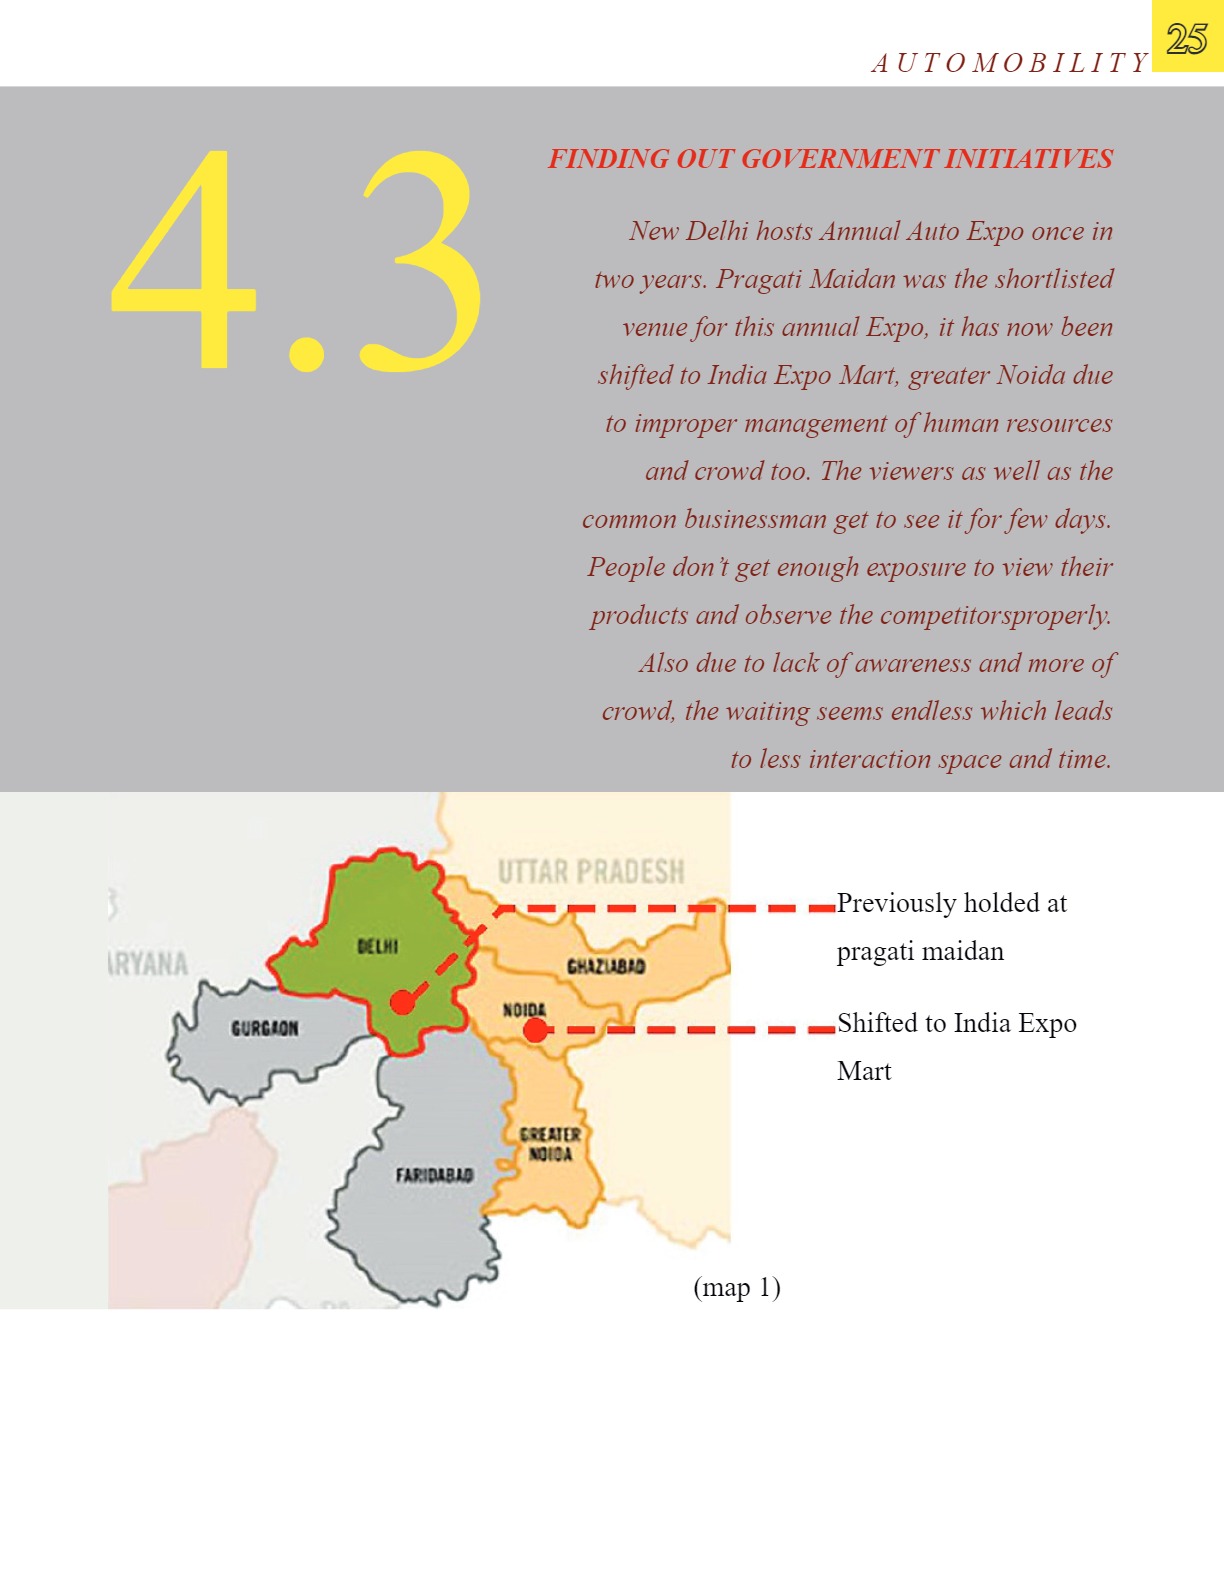 25
AUTOMOBILITY
4.3
FINDING OUT GOVERNMENT INITIATIVES
New Delhi hosts Annual Auto Expo once in
two years. Pragati Maidan was the shortlisted
venue for this annual Expo, it has now been
shifted to India Expo Mart, greater Noida due
to improper management of human resources
and crowd too. The viewers as well as the
common businessman get to see it for few days.
People don’t get enough exposure to view their
products and observe the competitorsproperly.
Also due to lack of awareness and more of
crowd, the waiting seems endless which leads
to less interaction space and time.
UTTAR PRADESH
Previously holded at
pragati maidan
DELHI
ARYANA
GHAZIABAD
NOIDA
GURGAON
Shifted to India Expo
Mart
GREATER
NOIDA
FARIDABAD
(map 1)